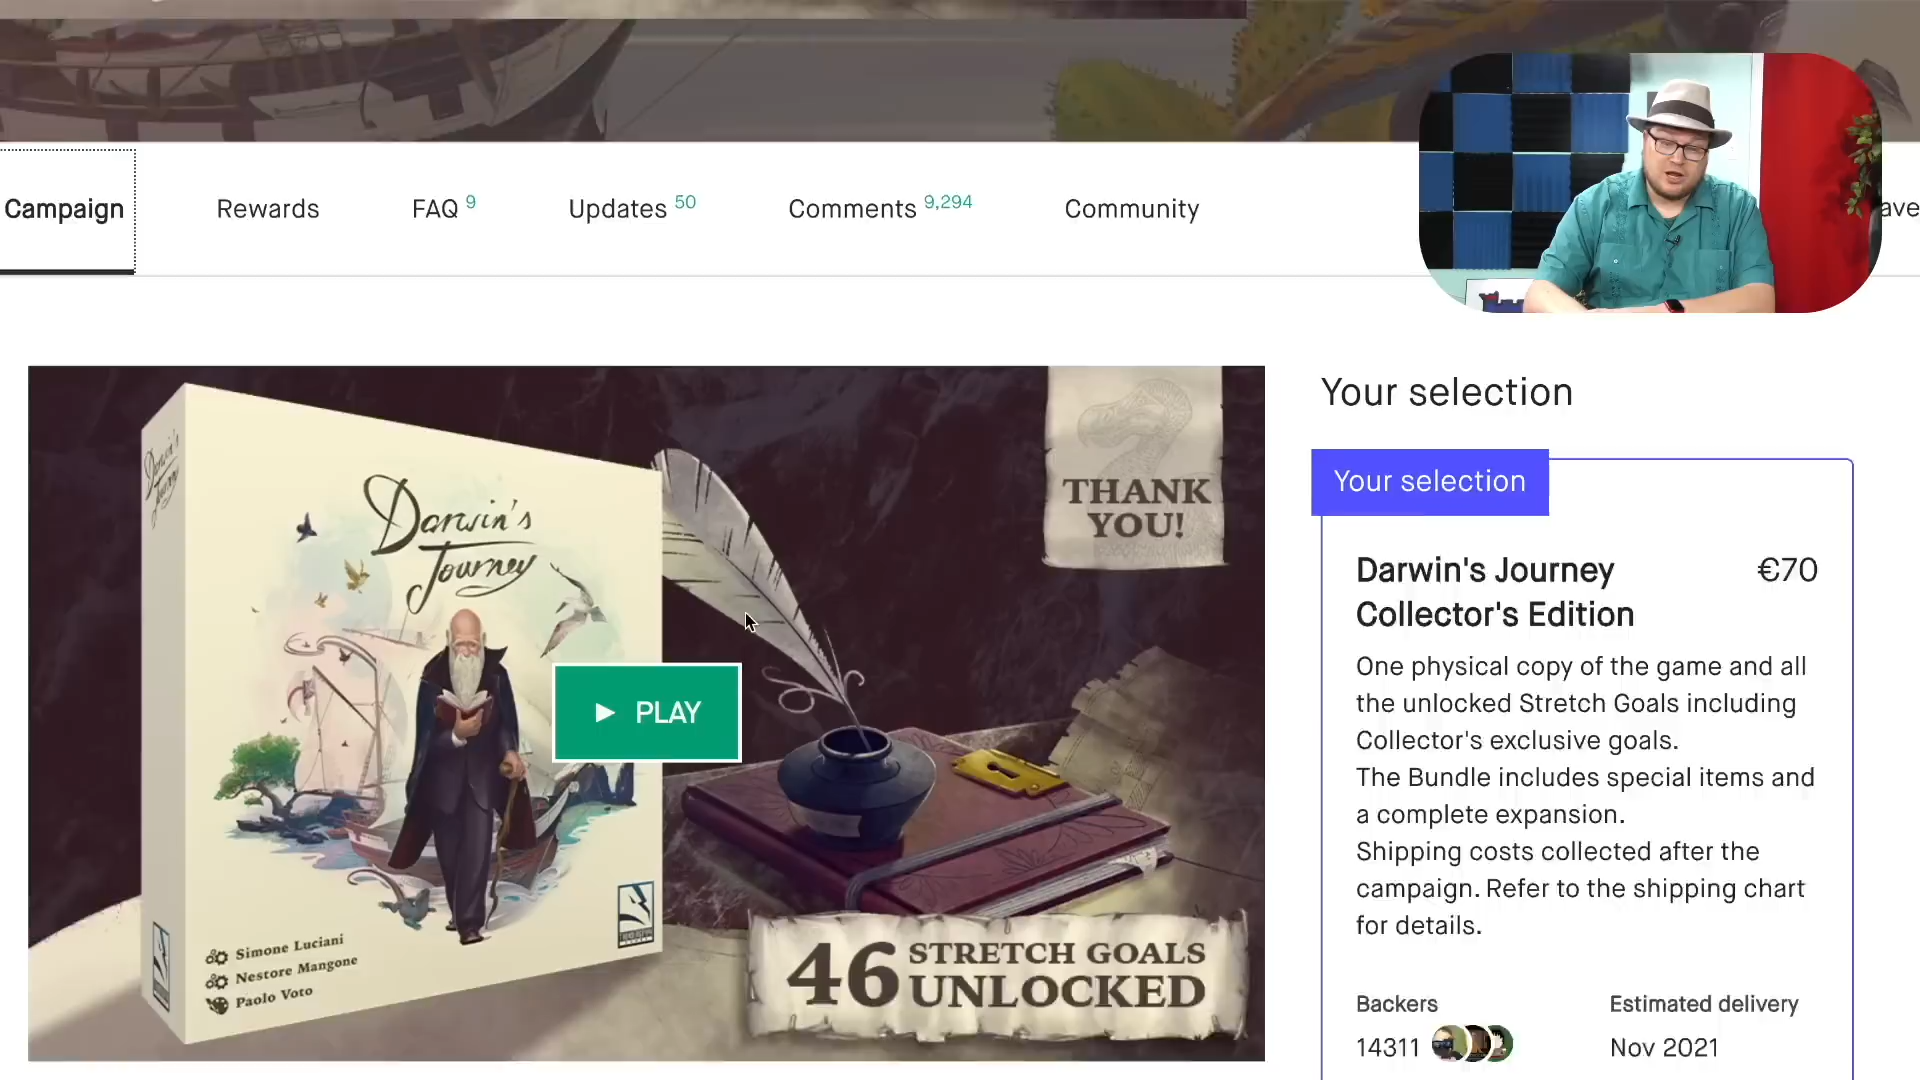 Campaign
Rewards
FAQ 9
Updates 50
Comments 9,294
Community
ave
Darwin's
Journey
Darwin's
Journey
Simone Luciani
Nestore Mangone
Paolo Voto
PLAY
THANK
YOU!
46 STRETCH GOALS
UNLOCKED
Your selection
Your selection
Darwin's Journey
Collector's Edition
€70
One physical copy of the game and all
the unlocked Stretch Goals including
Collector's exclusive goals.
The Bundle includes special items and
a complete expansion.
Shipping costs collected after the
campaign. Refer to the shipping chart
for details.
Backers
14311
Estimated delivery
Nov 2021